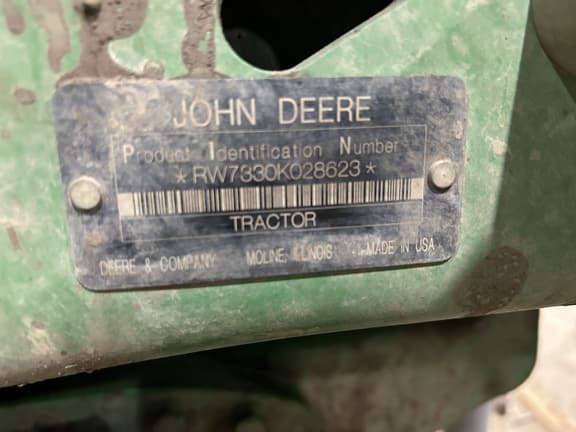 JOHN DEERE
Product Identification Number
*RW7330K028623*
TRACTOR
DEERE & COMPANY MOLINE, ILLINOIS MADE IN USA